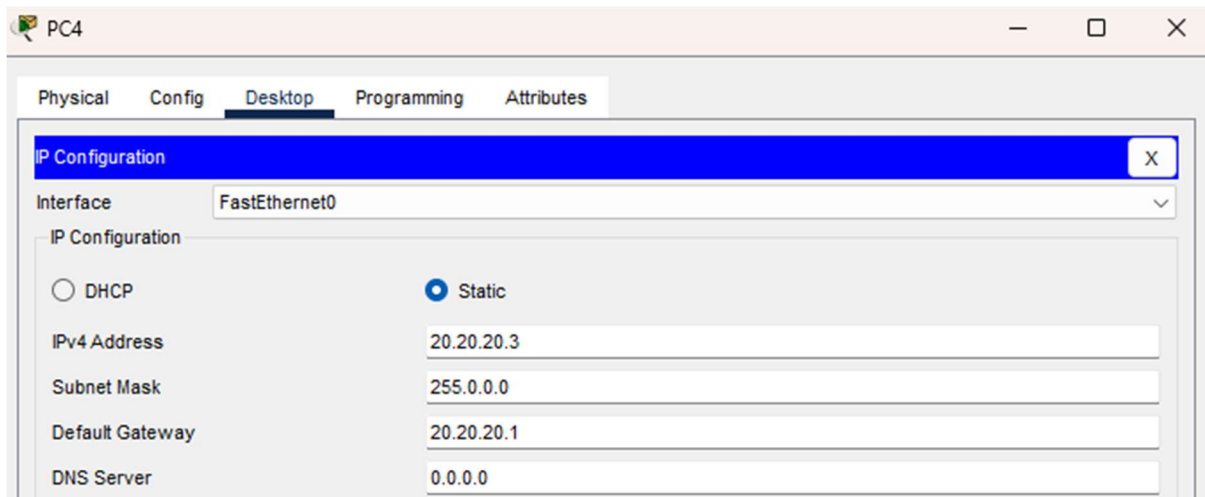 PC4
Physical Config Desktop Programming Attributes
IP Configuration X
Interface FastEthernet0
IP Configuration
DHCP Static
IPv4 Address 20.20.20.3
Subnet Mask 255.0.0.0
Default Gateway 20.20.20.1
DNS Server 0.0.0.0